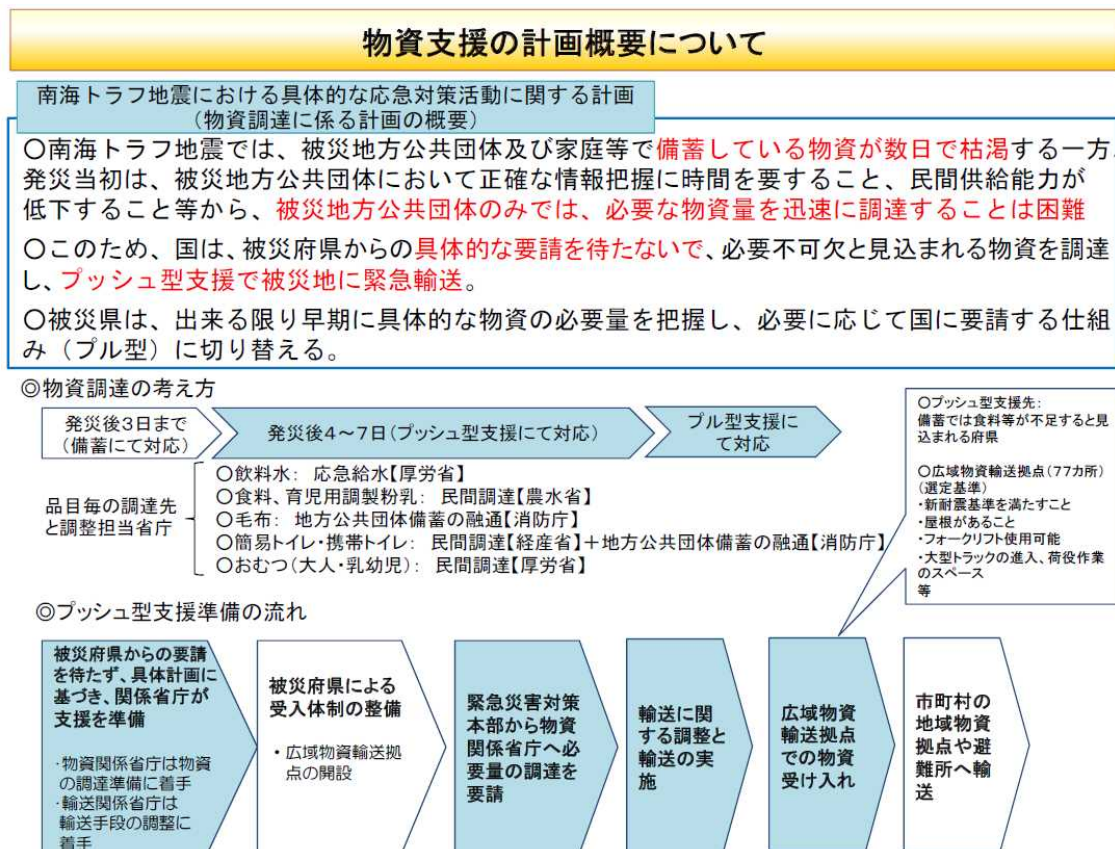 物資支援の計画概要について
南海トラフ地震における具体的な応急対策活動に関する計画
(物資調達に係る計画の概要)
○南海トラフ地震では、被災地方公共団体及び家庭等で備蓄している物資が数日で枯渇する一方、
発災当初は、被災地方公共団体において正確な情報把握に時間を要すること、民間供給能力が
低下すること等から、被災地方公共団体のみでは、必要な物資量を迅速に調達することは困難
○このため、国は、被災府県からの具体的な要請を待たないで、必要不可欠と見込まれる物資を調達
し、プッシュ型支援で被災地に緊急輸送。
○被災県は、出来る限り早期に具体的な物資の必要量を把握し、必要に応じて国に要請する仕組
み(プル型)に切り替える。
◎物資調達の考え方
発災後3日まで
(備蓄にて対応)
発災後4~7日(プッシュ型支援にて対応)
プル型支援に
て対応
品目毎の調達先
と調整担当省庁
○飲料水: 応急給水【厚労省】
○食料、育児用調製粉乳: 民間調達【農水省】
○毛布: 地方公共団体備蓄の融通【消防庁】
○簡易トイレ・携帯トイレ: 民間調達【経産省】+地方公共団体備蓄の融通【消防庁】
○おむつ(大人・乳幼児): 民間調達【厚労省】
○プッシュ型支援先:
備蓄では食料等が不足すると見
込まれる府県
○広域物資輸送拠点(77カ所)
(選定基準)
・新耐震基準を満たすこと
・屋根があること
・フォークリフト使用可能
・大型トラックの進入、荷役作業
のスペース
等
◎プッシュ型支援準備の流れ
被災府県からの要請
を待たず、具体計画に
基づき、関係省庁が
支援を準備
・物資関係省庁は物資
の調達準備に着手
・輸送関係省庁は
輸送手段の調整に
着手
被災府県による
受入体制の整備
・広域物資輸送拠
点の開設
緊急災害対策
本部から物資
関係省庁へ必
要量の調達を
要請
輸送に関
する調整と
輸送の実
施
広域物資
輸送拠点
での物資
受け入れ
市町村の
地域物資
拠点や避
難所へ輸
送